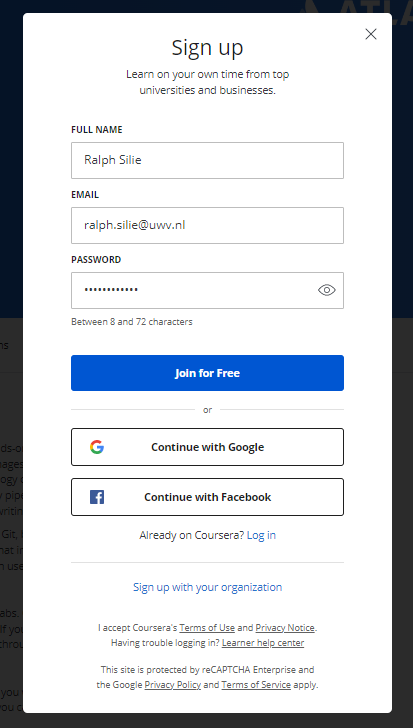 Sign up
Learn on your own time from top
universities and businesses.
FULL NAME
Ralph Silie
EMAIL
ralph.silie@uwv.nl
PASSWORD
••••••••••••
Between 8 and 72 characters
Join for Free
or
Continue with Google
Continue with Facebook
Already on Coursera? Log in
Sign up with your organization
I accept Coursera's Terms of Use and Privacy Notice.
Having trouble logging in? Learner help center
This site is protected by reCAPTCHA Enterprise and
the Google Privacy Policy and Terms of Service apply.